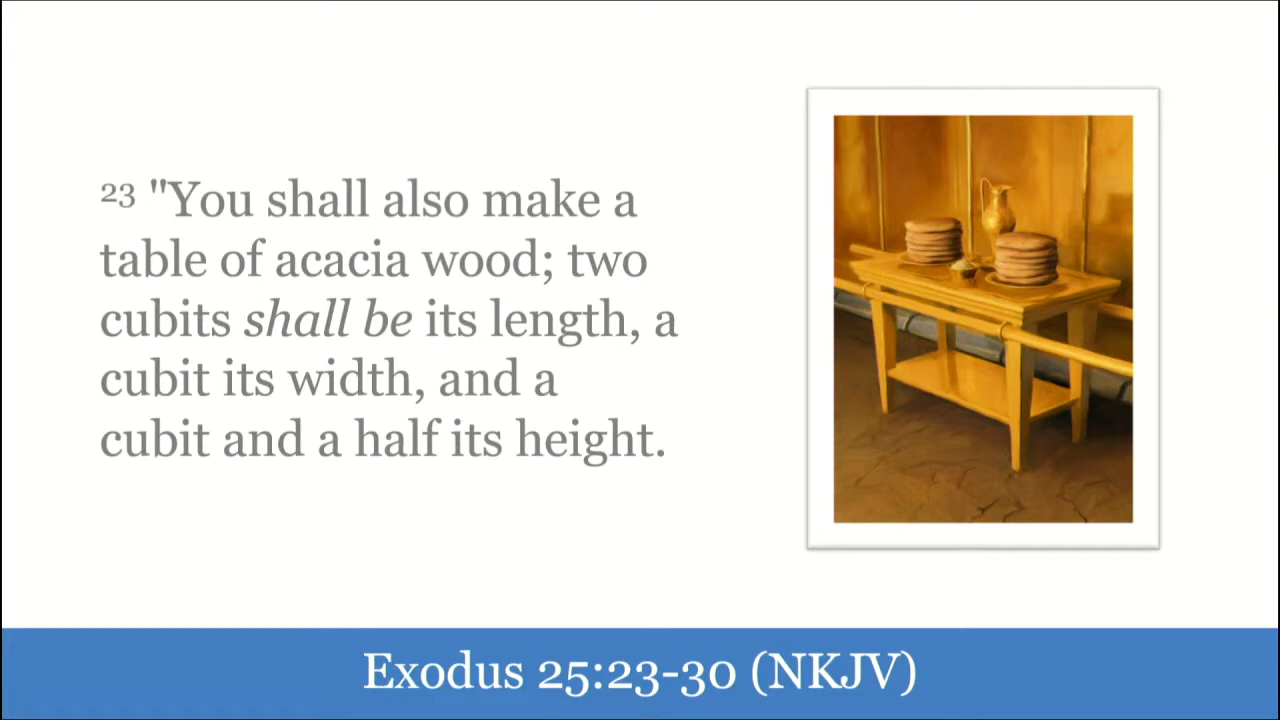 23 "You shall also make a
table of acacia wood; two
cubits shall be its length, a
cubit its width, and a
cubit and a half its height.
Exodus 25:23-30 (NKJV)